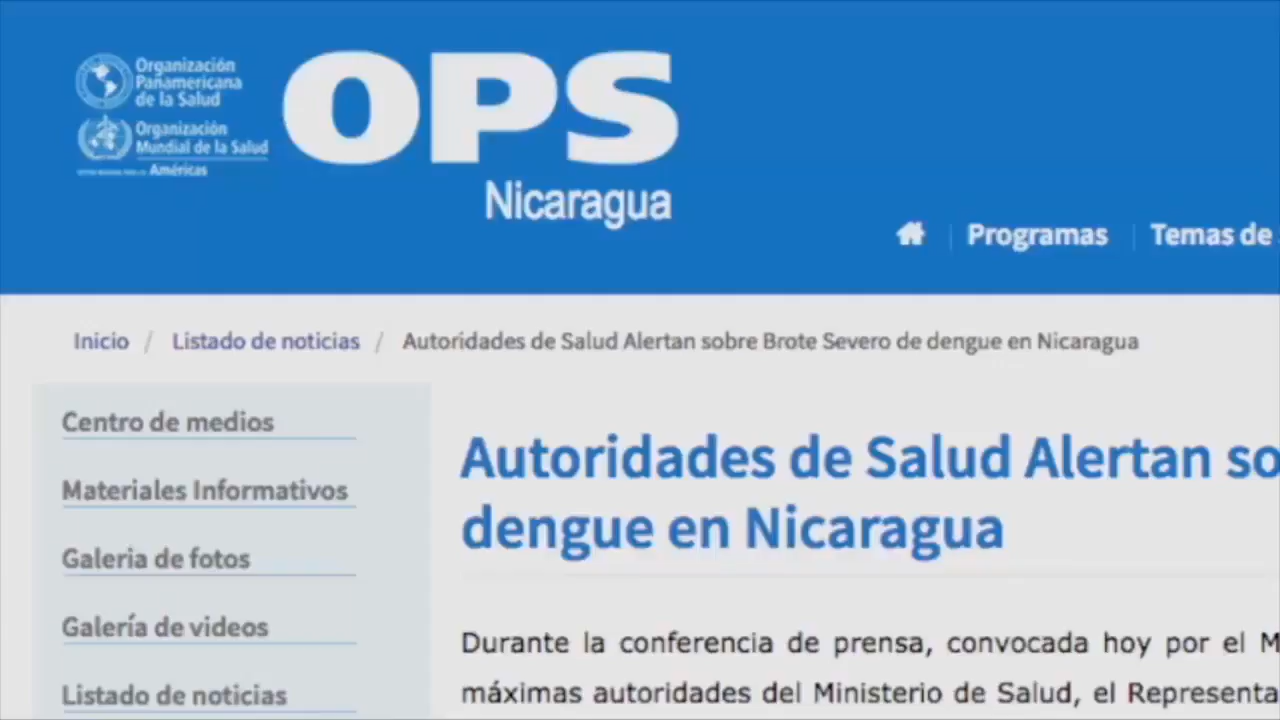 Organización
Panamericana
de la Salud
Organización
Mundial de la Salud
Américas
OPS
Nicaragua
Programas
Temas de
Inicio / Listado de noticias / Autoridades de Salud Alertan sobre Brote Severo de dengue en Nicaragua
Centro de medios
Materiales Informativos
Galeria de fotos
Galería de videos
Listado de noticias
Autoridades de Salud Alertan so
dengue en Nicaragua
Durante la conferencia de prensa, convocada hoy por el M
máximas autoridades del Ministerio de Salud, el Representa